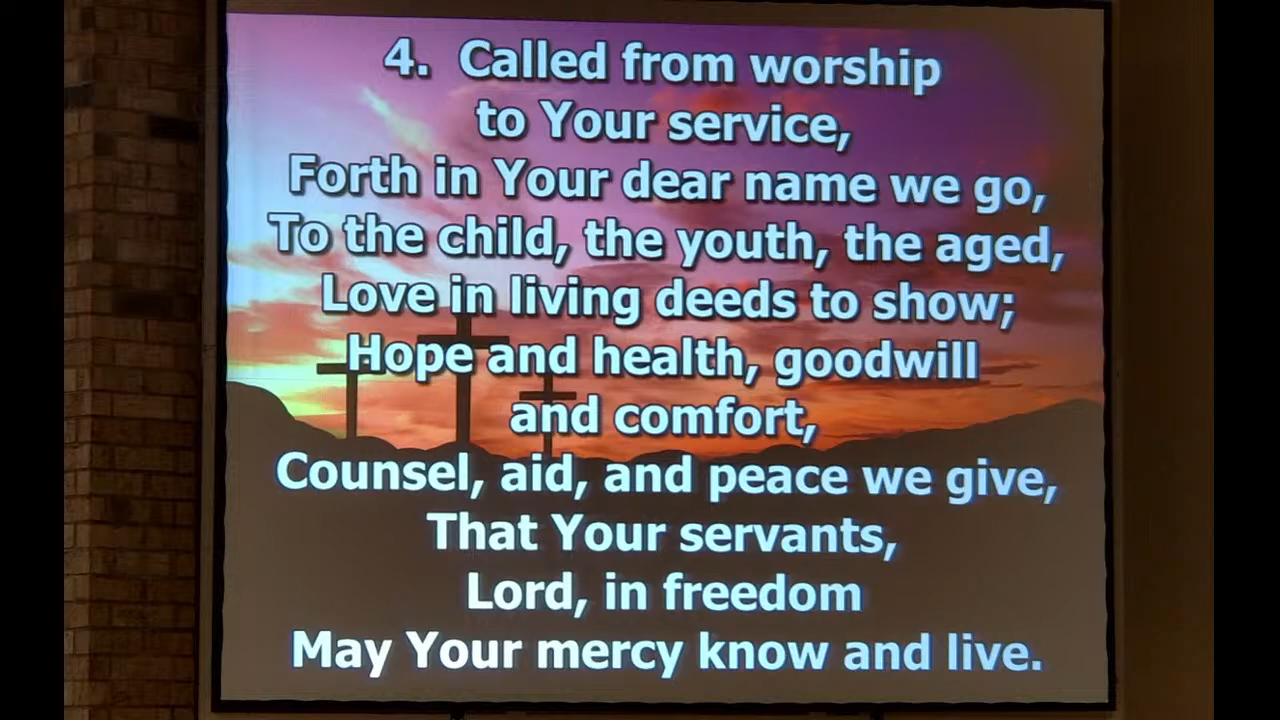 4. Called from worship
to Your service,
Forth in Your dear name we go,
To the child, the youth, the aged,
Love in living deeds to show;
Hope and health, goodwill
and comfort,
Counsel, aid, and peace we give,
That Your servants,
Lord, in freedom
May Your mercy know and live.